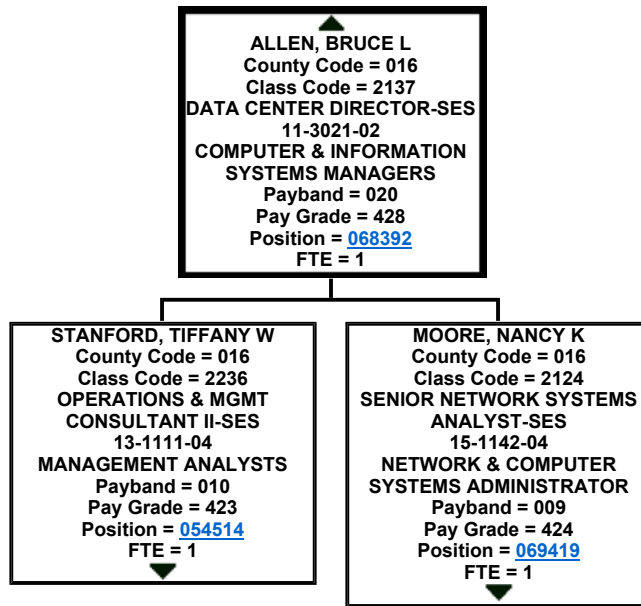 ALLEN, BRUCE L
County Code = 016
Class Code = 2137
DATA CENTER DIRECTOR-SES
11-3021-02
COMPUTER & INFORMATION
SYSTEMS MANAGERS
Payband = 020
Pay Grade = 428
Position = 068392
FTE = 1
STANFORD, TIFFANY W
County Code = 016
Class Code = 2236
OPERATIONS & MGMT
CONSULTANT II-SES
13-1111-04
MANAGEMENT ANALYSTS
Payband = 010
Pay Grade = 423
Position = 054514
FTE = 1
MOORE, NANCY K
County Code = 016
Class Code = 2124
SENIOR NETWORK SYSTEMS
ANALYST-SES
15-1142-04
NETWORK & COMPUTER
SYSTEMS ADMINISTRATOR
Payband = 009
Pay Grade = 424
Position = 069419
FTE = 1